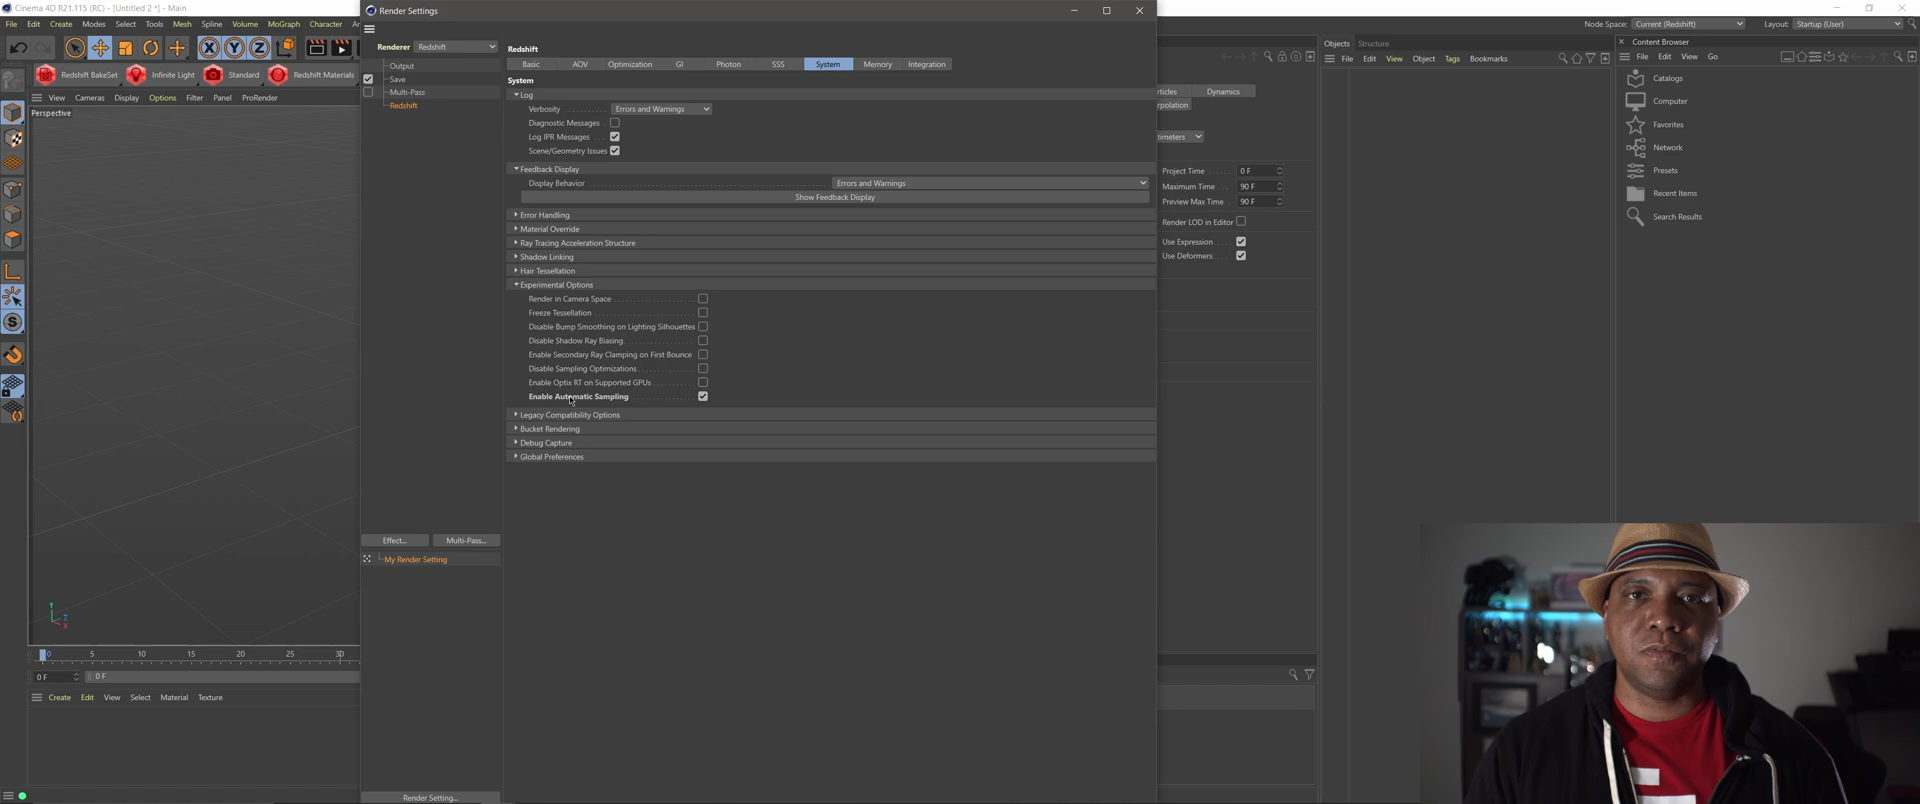 Cinema 4D R21.115 (RC) - [Untitled 2 *] - Main
File Edit Create Modes Select Tools Mesh Spline Volume MoGraph Character
Redshift BakeSet Infinite Light Standard Redshift Materials
View Cameras Display Options Filter Panel ProRender
Perspective
Y
Z
X
0 5 10 15 20 25 30
0 F 0 F
Create Edit View Select Material Texture
Render Settings
Renderer Redshift
Output
Save
Multi-Pass
Redshift
Effect... Multi-Pass...
My Render Setting
Render Setting...
Redshift
Basic AOV Optimization GI Photon SSS System Memory Integration
System
Log
Verbosity Errors and Warnings
Diagnostic Messages
Log IPR Messages
Scene/Geometry Issues
Feedback Display
Display Behavior Errors and Warnings
Show Feedback Display
Error Handling
Material Override
Ray Tracing Acceleration Structure
Shadow Linking
Hair Tessellation
Experimental Options
Render in Camera Space
Freeze Tessellation
Disable Bump Smoothing on Lighting Silhouettes
Disable Shadow Ray Biasing
Enable Secondary Ray Clamping on First Bounce
Disable Sampling Optimizations
Enable Optix RT on Supported GPUs
Enable Automatic Sampling
Legacy Compatibility Options
Bucket Rendering
Debug Capture
Global Preferences
Dynamics
Project Time 0 F
Maximum Time 90 F
Preview Max Time 90 F
Render LOD in Editor
Use Expression
Use Deformers
Node Space: Current (Redshift) Layout: Startup (User)
Objects Structure
File Edit View Object Tags Bookmarks
Content Browser
File Edit View Go
Catalogs
Computer
Favorites
Network
Presets
Recent Items
Search Results